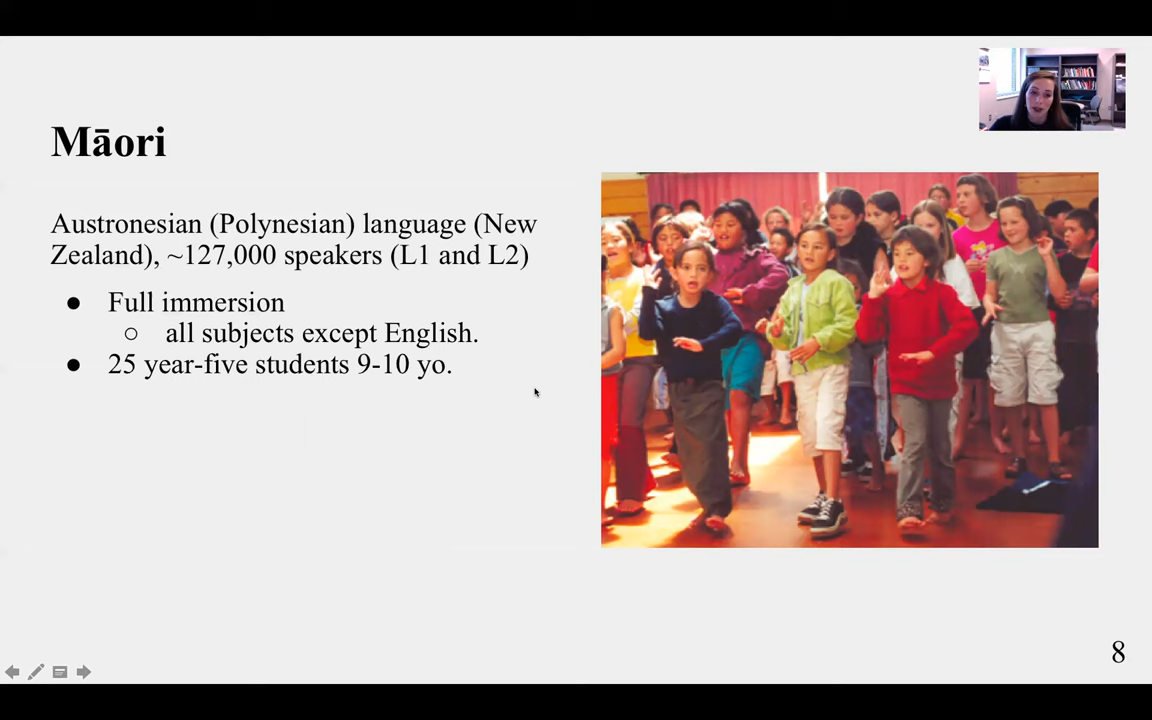 Māori
Austronesian (Polynesian) language (New
Zealand), ~127,000 speakers (L1 and L2)
● Full immersion
○ all subjects except English.
● 25 year-five students 9-10 yo.
8